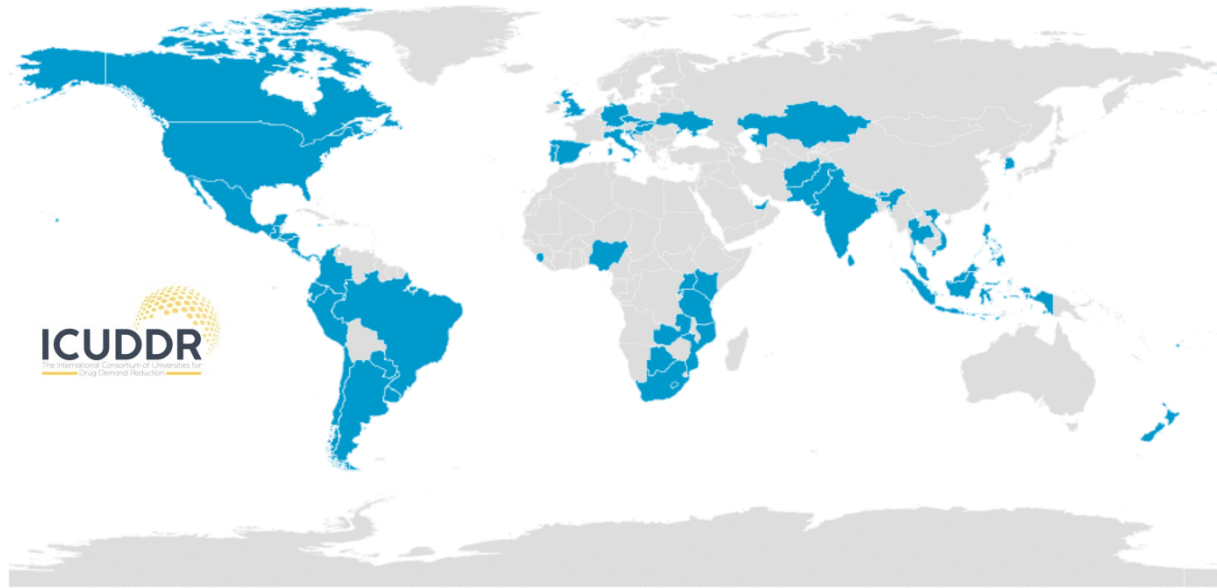 ICUDDR
The International Consortium of Universities for
Drug Demand Reduction